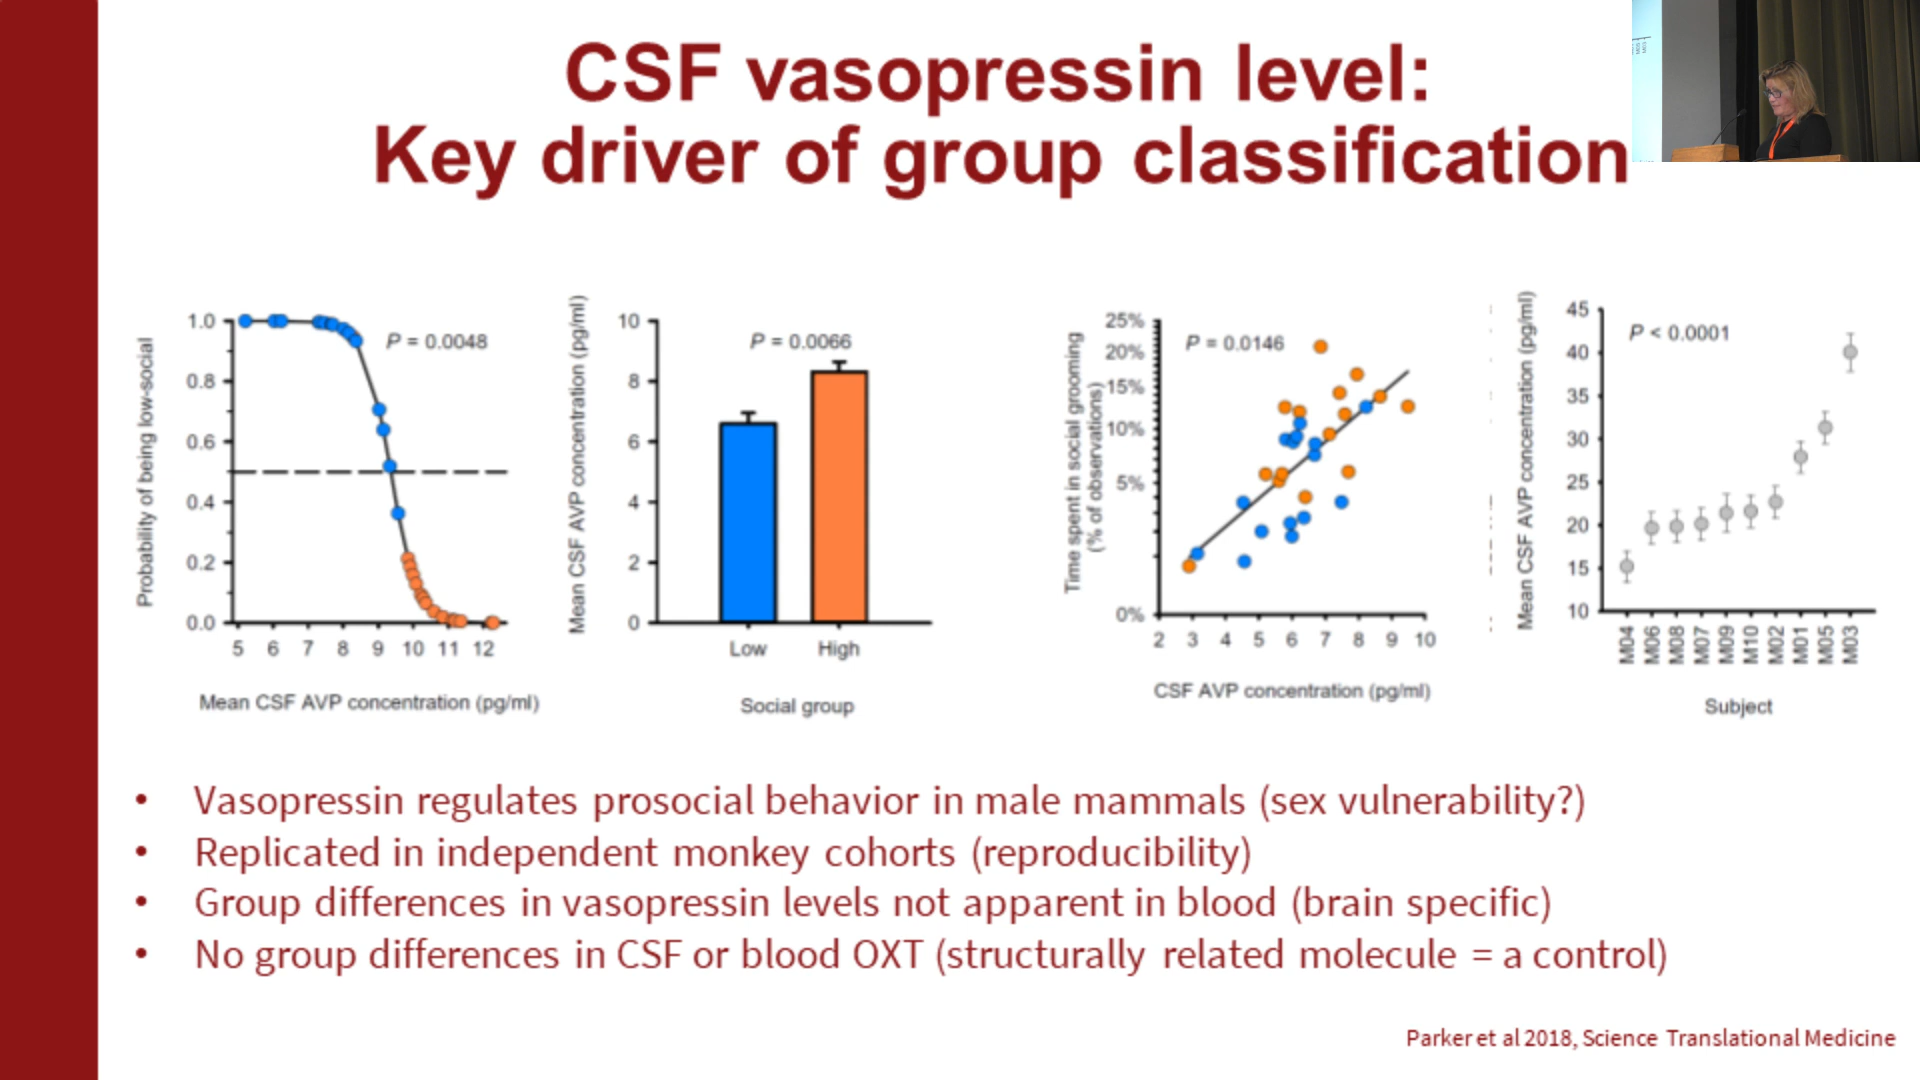 CSF vasopressin level:
Key driver of group classification
Probability of being low-social
1.0
0.8
0.6
0.4
0.2
0.0
P = 0.0048
5 6 7 8 9 10 11 12
Mean CSF AVP concentration (pg/ml)
Mean CSF AVP concentration (pg/ml)
10
8
6
4
2
0
P = 0.0066
Low High
Social group
Time spent in social grooming
(% of observations)
25%
20%
15%
10%
5%
0%
P = 0.0146
2 3 4 5 6 7 8 9 10
CSF AVP concentration (pg/ml)
Mean CSF AVP concentration (pg/ml)
45
40
35
30
25
20
15
10
P < 0.0001
M04 M06 M08 M07 M09 M10 M02 M01 M05 M03
Subject
• Vasopressin regulates prosocial behavior in male mammals (sex vulnerability?)
• Replicated in independent monkey cohorts (reproducibility)
• Group differences in vasopressin levels not apparent in blood (brain specific)
• No group differences in CSF or blood OXT (structurally related molecule = a control)
Parker et al 2018, Science Translational Medicine